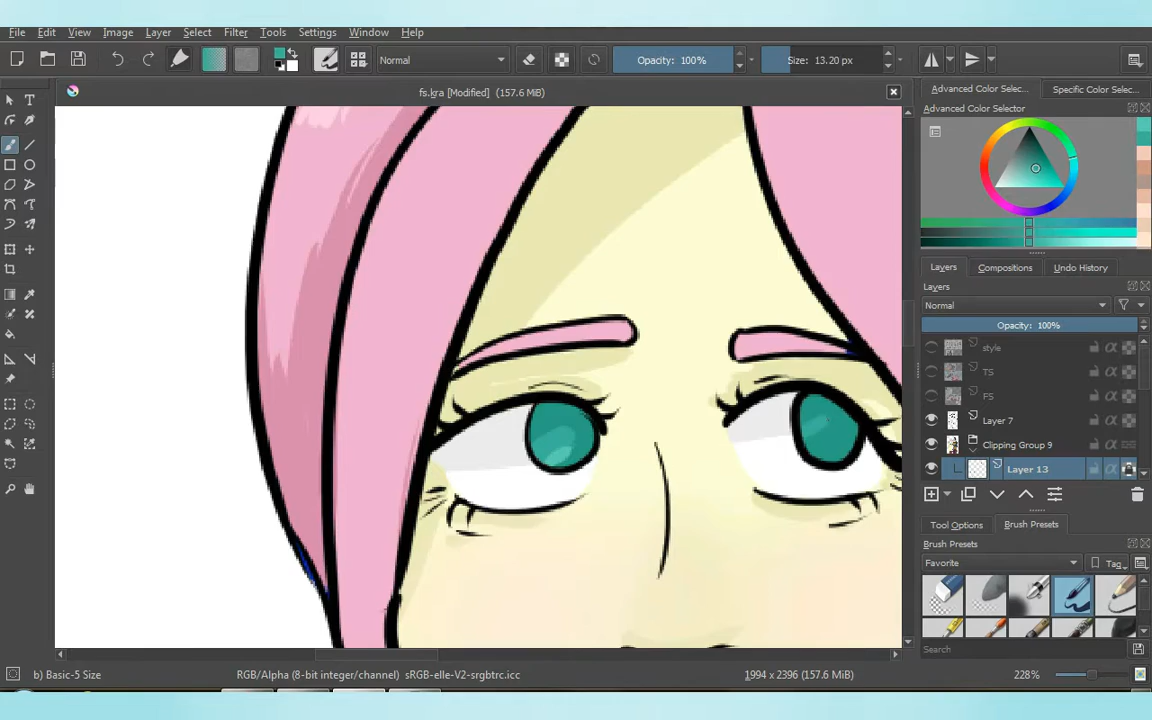 File Edit View Image Layer Select Filter Tools Settings Window Help
Normal Opacity: 100% Size: 13.20 px
fs.kra [Modified] (157.6 MiB)
Advanced Color Selec... Specific Color Selec...
Advanced Color Selector
Layers Compositions Undo History
Layers
Normal
Opacity: 100%
style
TS
FS
Layer 7
Clipping Group 9
Layer 13
Tool Options Brush Presets
Brush Presets
Favorite Tag
Search
b) Basic-5 Size RGB/Alpha (8-bit integer/channel) sRGB-elle-V2-srgbtrc.icc 1994 x 2396 (157.6 MiB) 228%